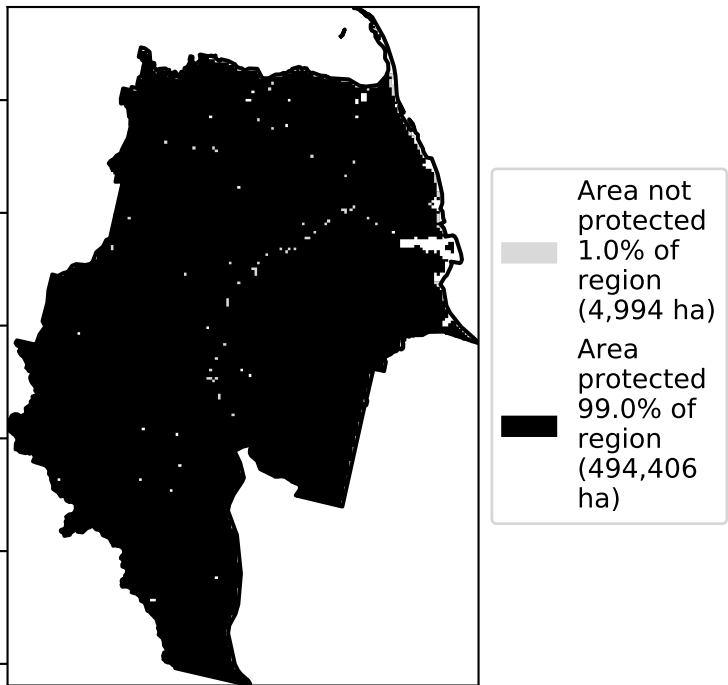 Area not
protected
1.0% of
region
(4,994 ha)
Area
protected
99.0% of
region
(494,406
ha)